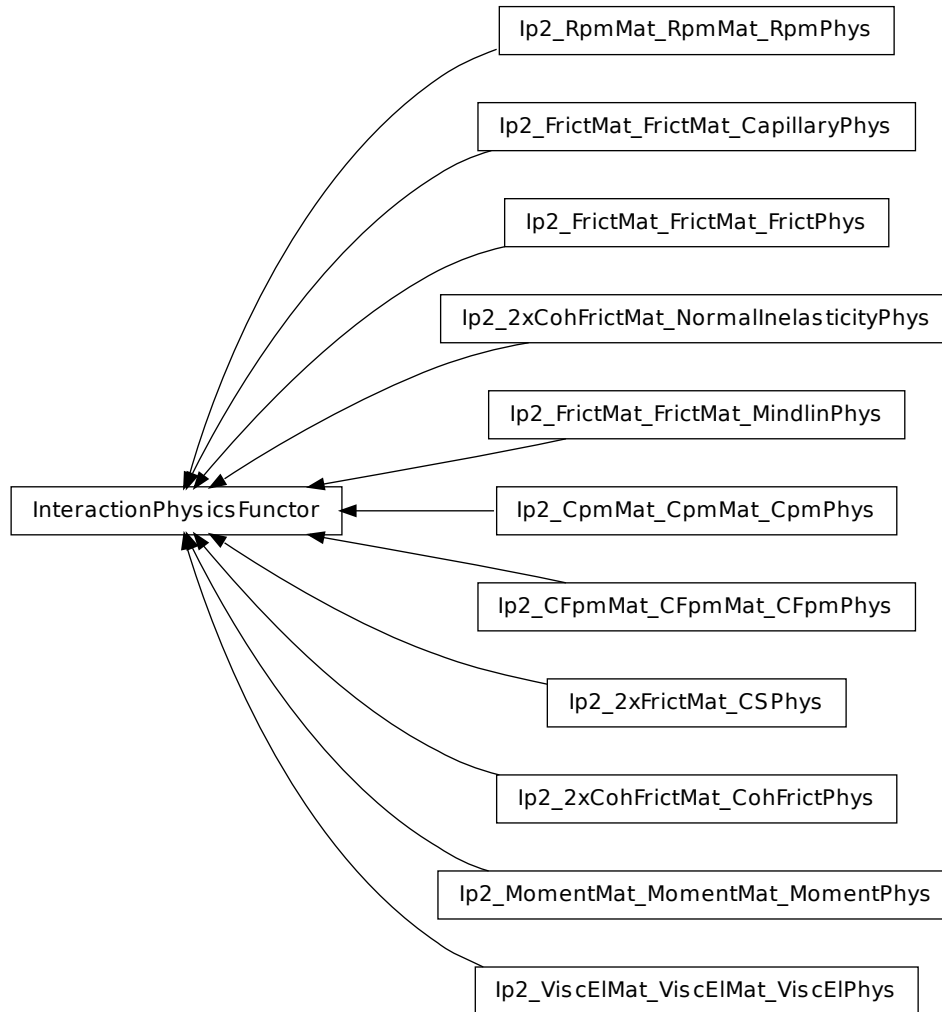 Ip2_RpmMat_RpmMat_RpmPhys
Ip2_FrictMat_FrictMat_CapillaryPhys
Ip2_FrictMat_FrictMat_FrictPhys
Ip2_2xCohFrictMat_NormalInelasticityPhys
Ip2_FrictMat_FrictMat_MindlinPhys
InteractionPhysicsFunctor
Ip2_CpmMat_CpmMat_CpmPhys
Ip2_CFpmMat_CFpmMat_CFpmPhys
Ip2_2xFrictMat_CSPhys
Ip2_2xCohFrictMat_CohFrictPhys
Ip2_MomentMat_MomentMat_MomentPhys
Ip2_ViscElMat_ViscElMat_ViscElPhys